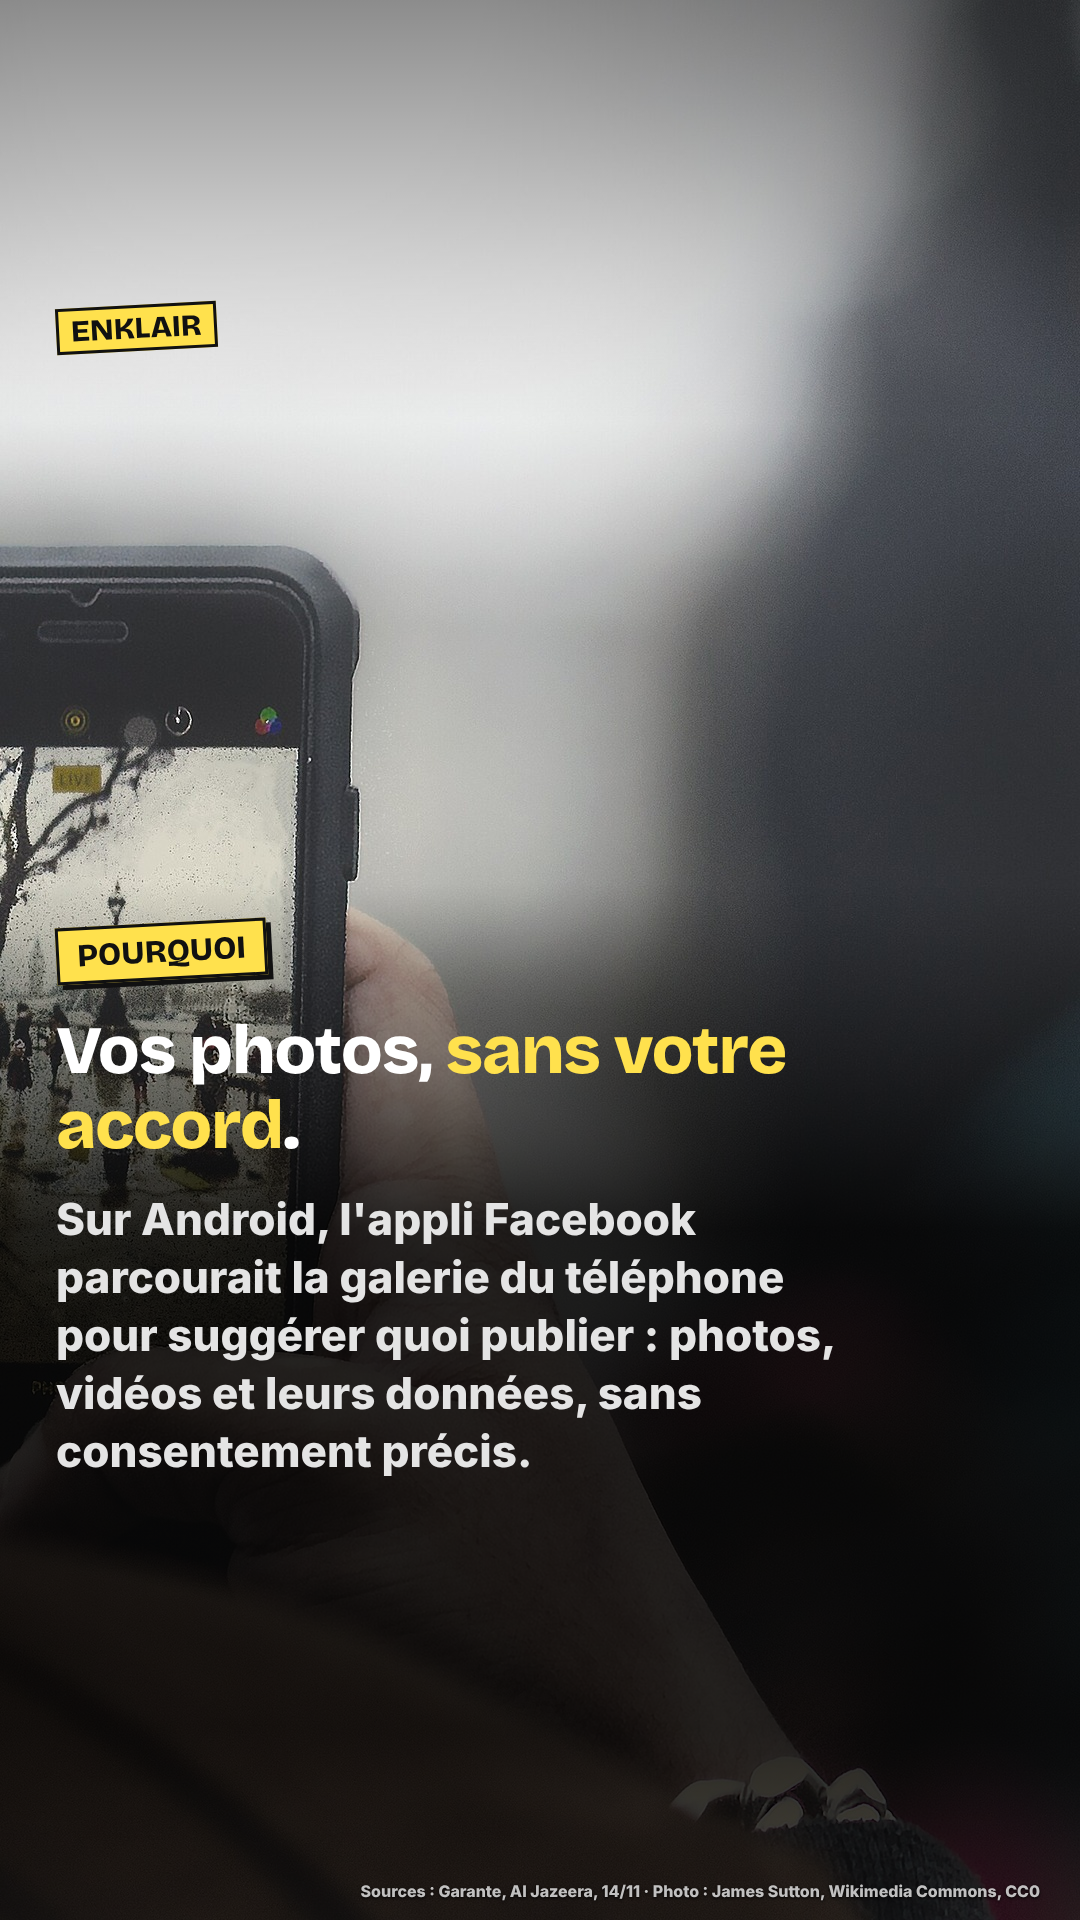 ENKLAIR
LIVE
POURQUOI
Vos photos, sans votre
accord.
Sur Android, l'appli Facebook
parcourait la galerie du téléphone
pour suggérer quoi publier : photos,
vidéos et leurs données, sans
consentement précis.
Sources : Garante, Al Jazeera, 14/11 · Photo : James Sutton, Wikimedia Commons, CC0